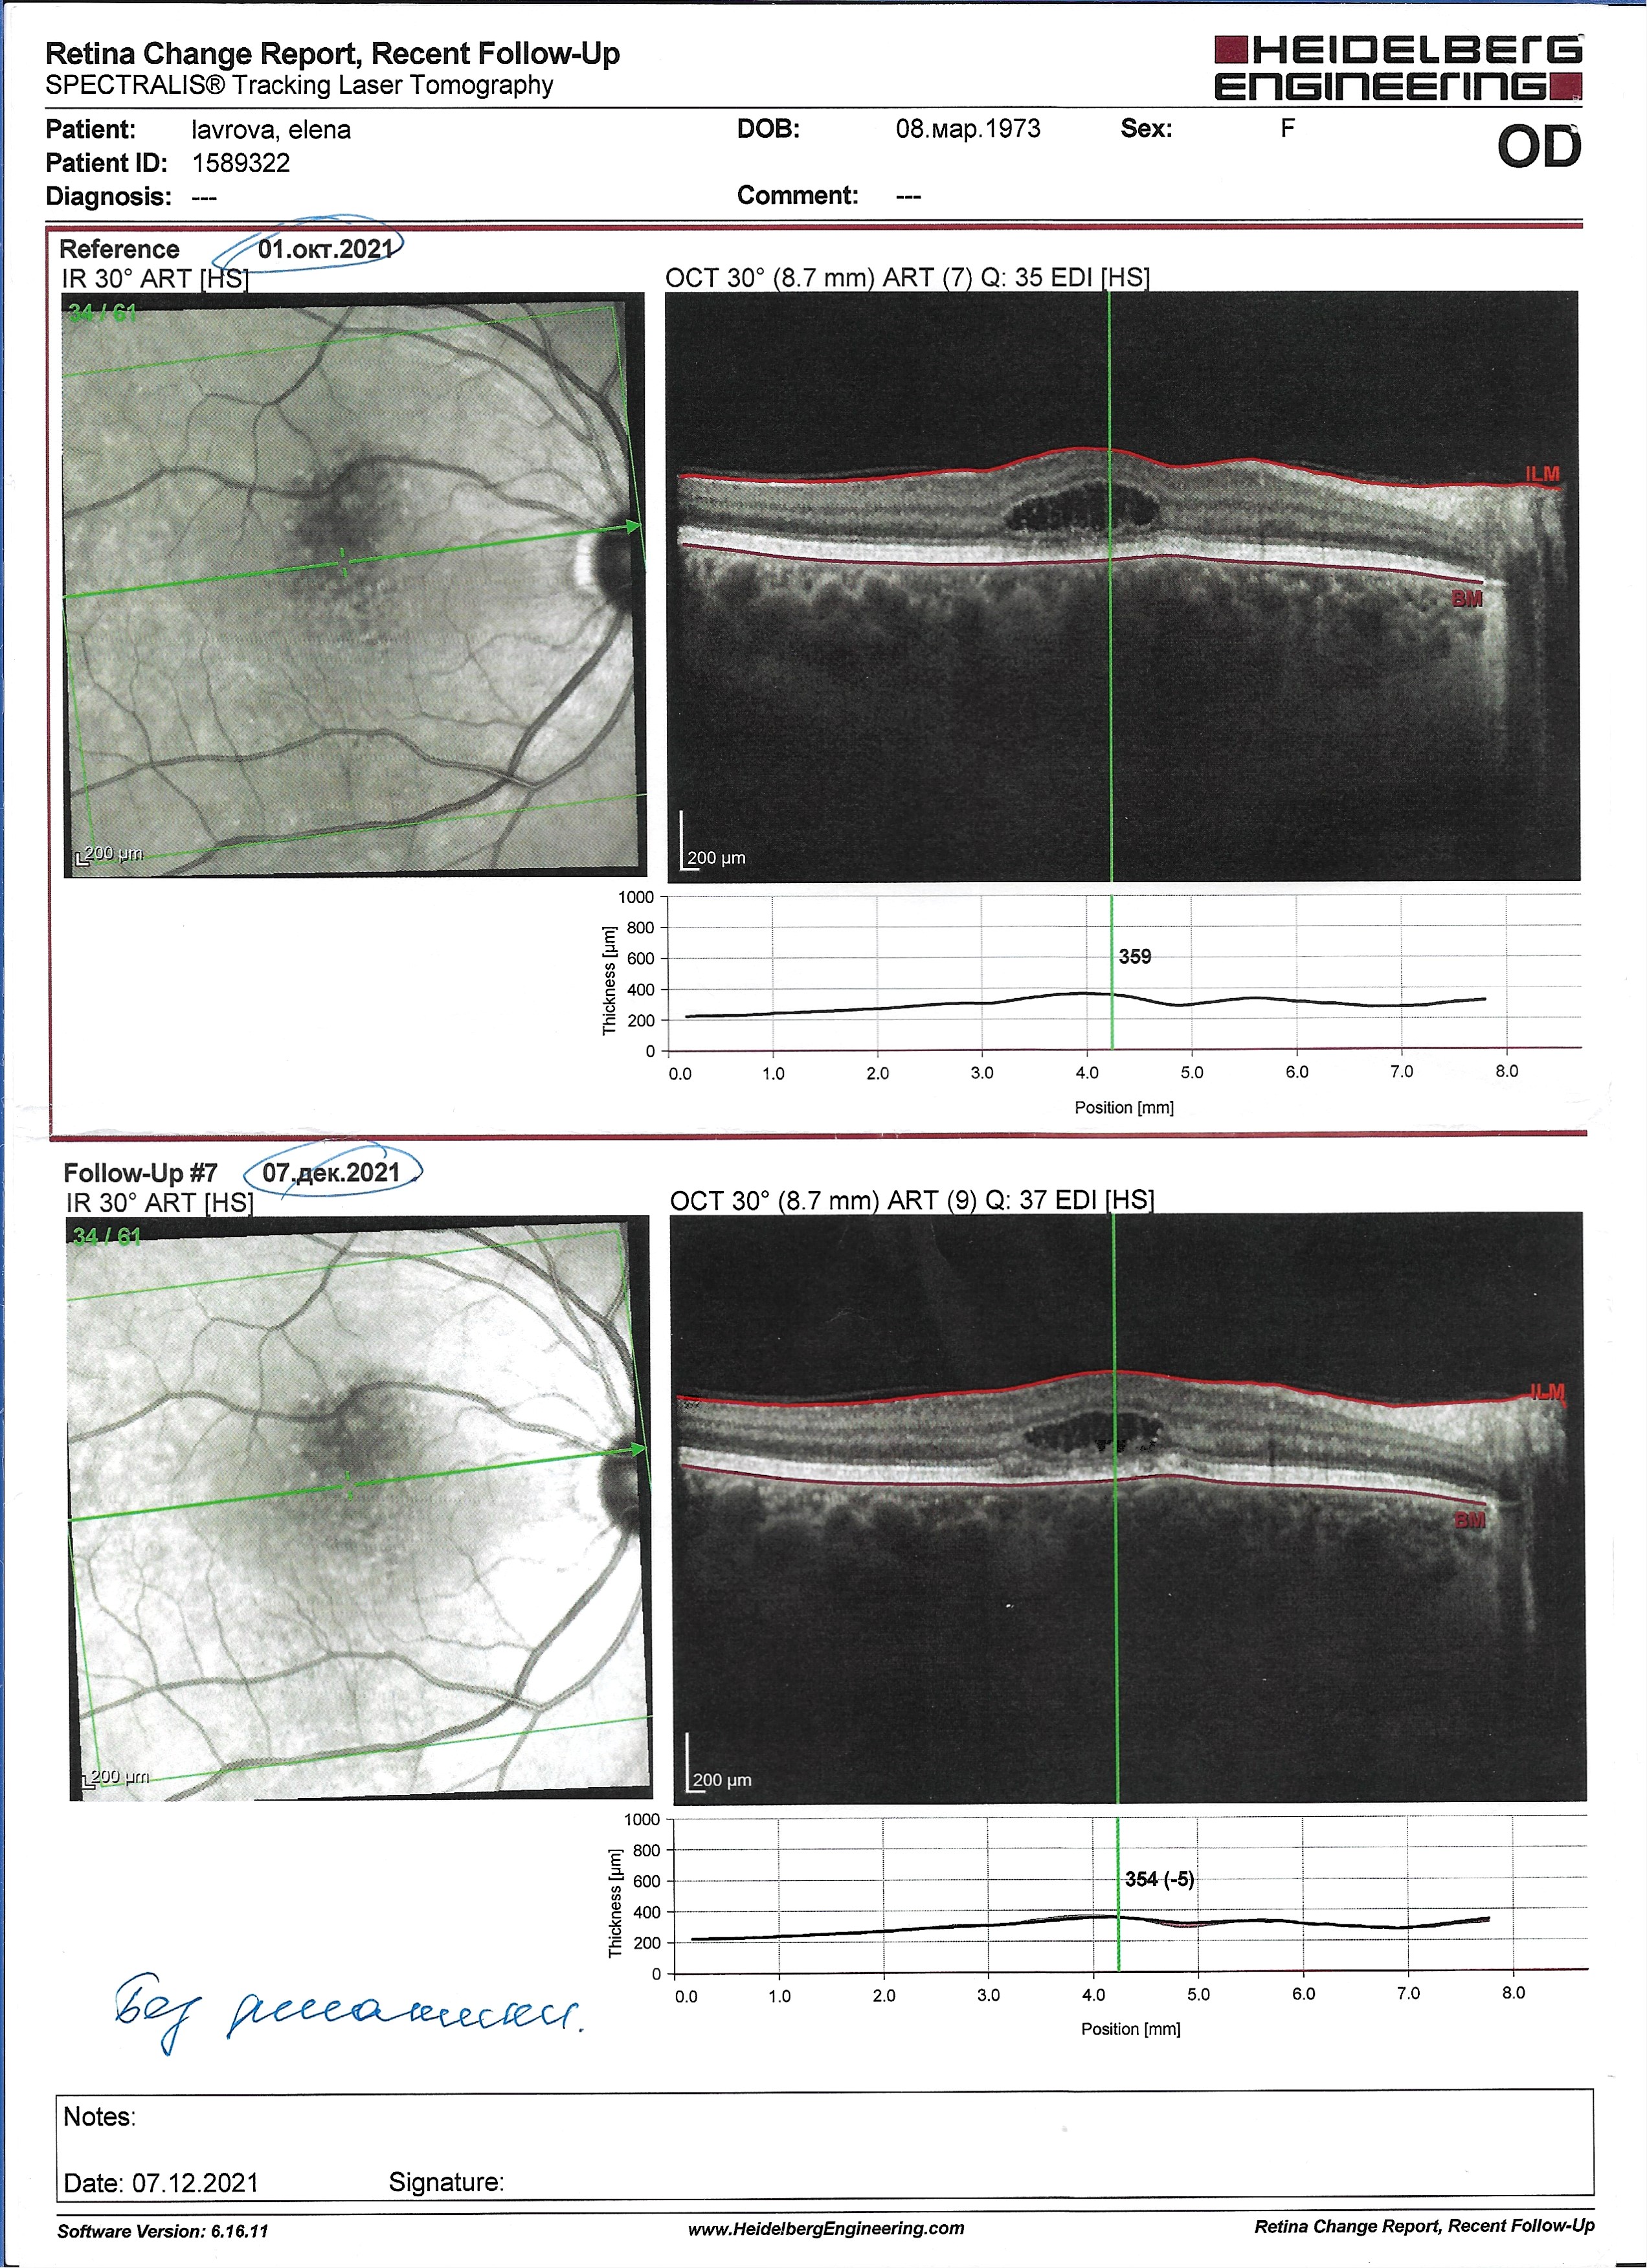 Retina Change Report, Recent Follow-Up
SPECTRALIS® Tracking Laser Tomography
HEIDELBERG
ENGINEERING
Patient: lavrova, elena DOB: 08.мар.1973 Sex: F OD
Patient ID: 1589322
Diagnosis: --- Comment: ---
Reference 01.окт.2021
IR 30° ART [HS] OCT 30° (8.7 mm) ART (7) Q: 35 EDI [HS]
34 / 61
ILM
BM
200 µm
200 µm
1000
800
600
400
200
0
Thickness [µm]
359
0.0 1.0 2.0 3.0 4.0 5.0 6.0 7.0 8.0
Position [mm]
Follow-Up #7 07.дек.2021
IR 30° ART [HS] OCT 30° (8.7 mm) ART (9) Q: 37 EDI [HS]
34 / 61
ILM
BM
200 µm
200 µm
1000
800
600
400
200
0
Thickness [µm]
354 (-5)
0.0 1.0 2.0 3.0 4.0 5.0 6.0 7.0 8.0
Position [mm]
Без динамики.
Notes:
Date: 07.12.2021 Signature:
Software Version: 6.16.11 www.HeidelbergEngineering.com Retina Change Report, Recent Follow-Up